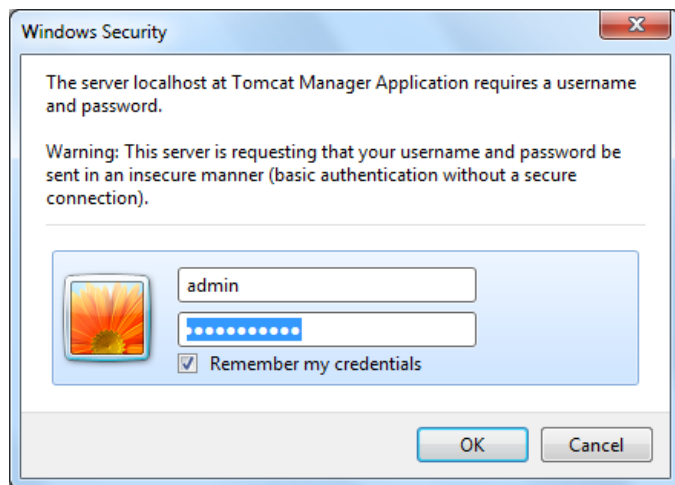 Windows Security
The server localhost at Tomcat Manager Application requires a username
and password.
Warning: This server is requesting that your username and password be
sent in an insecure manner (basic authentication without a secure
connection).
admin
Remember my credentials
OK
Cancel